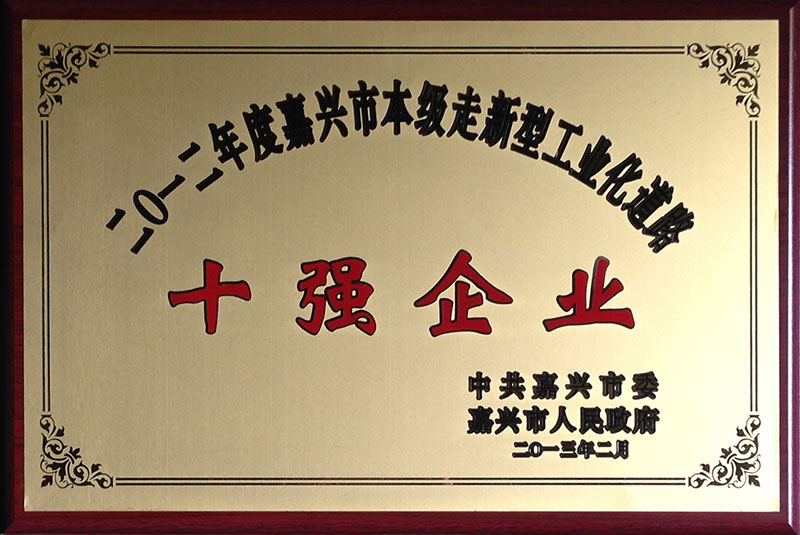 二〇一二年度嘉兴市本级走新型工业化道路
十强企业
中共嘉兴市委
嘉兴市人民政府
二〇一三年二月